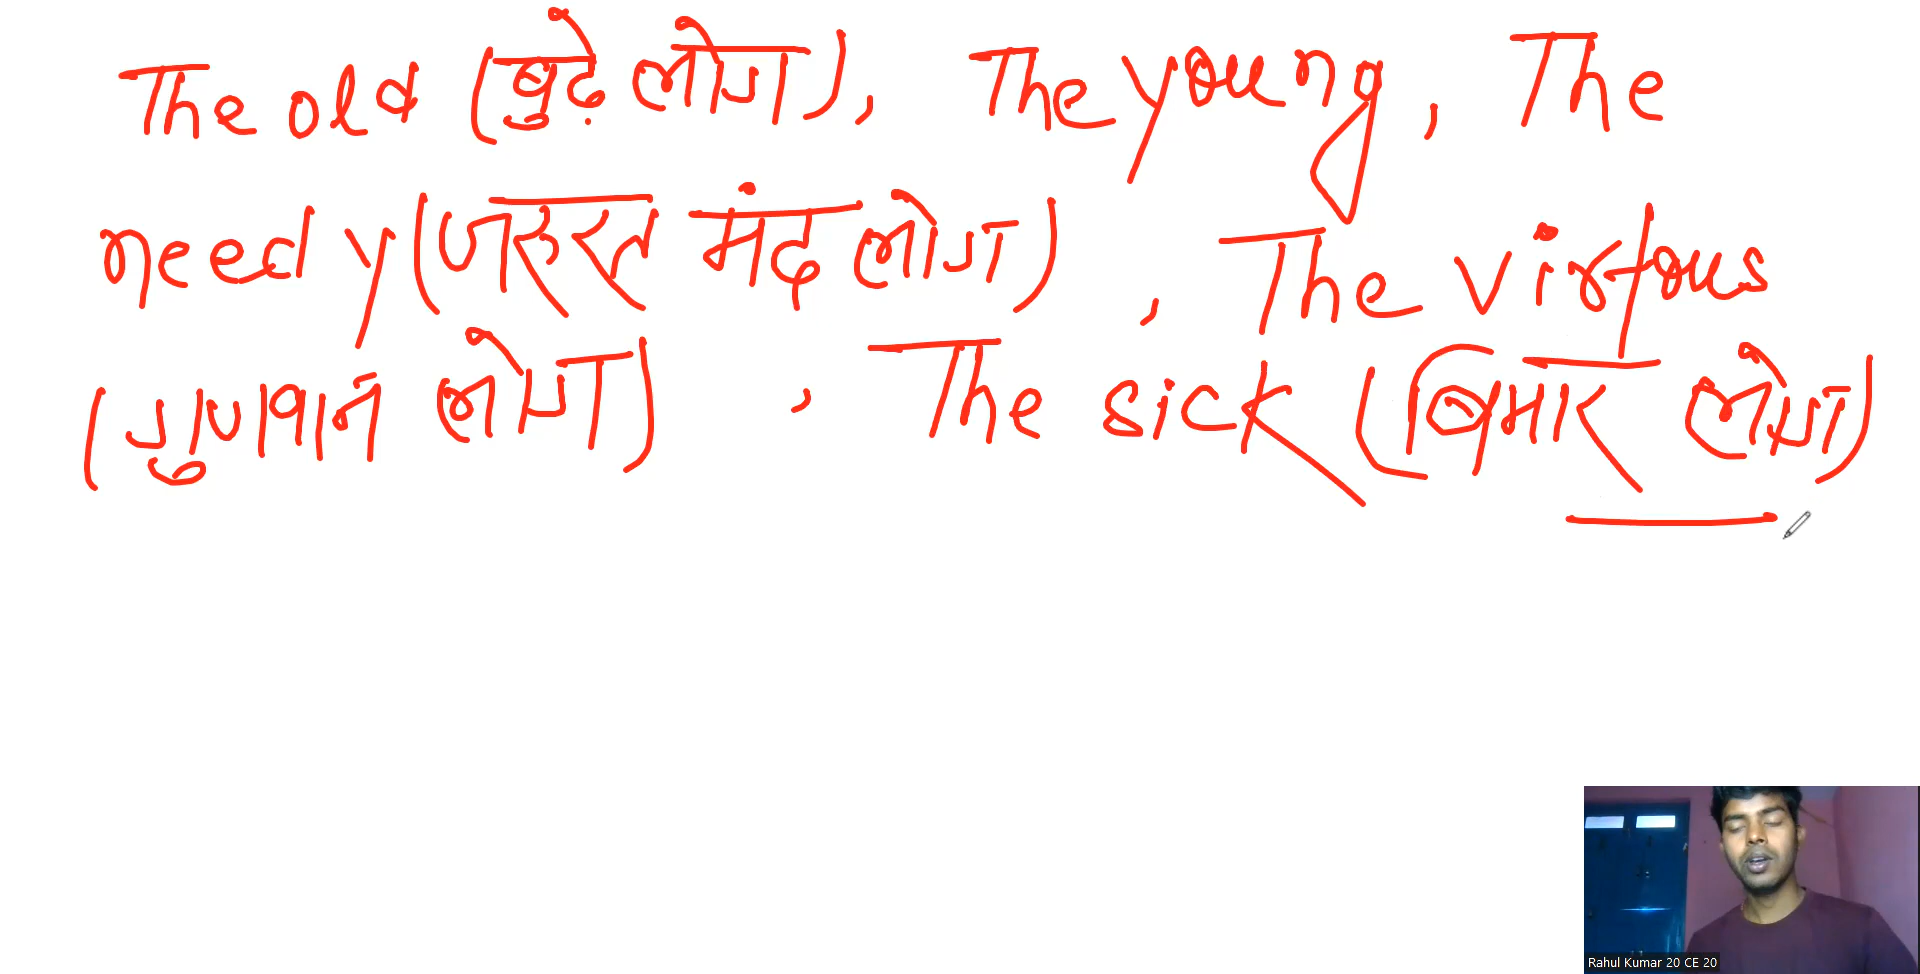 The old (बुढ़े लोग), The young, The
needy (जरुरत मंद लोग), The virtous
(गुणवान लोग), The sick (बिमार लोग)
Rahul Kumar 20 CE 20